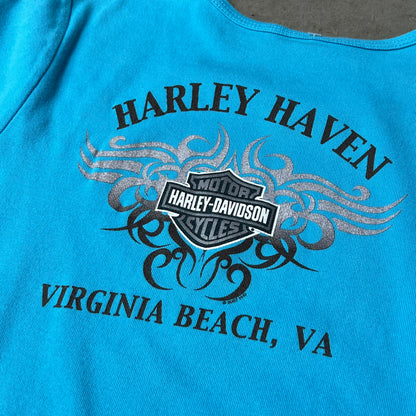 HARLEY HAVEN
MOTOR
HARLEY-DAVIDSON
CYCLES
VIRGINIA BEACH, VA